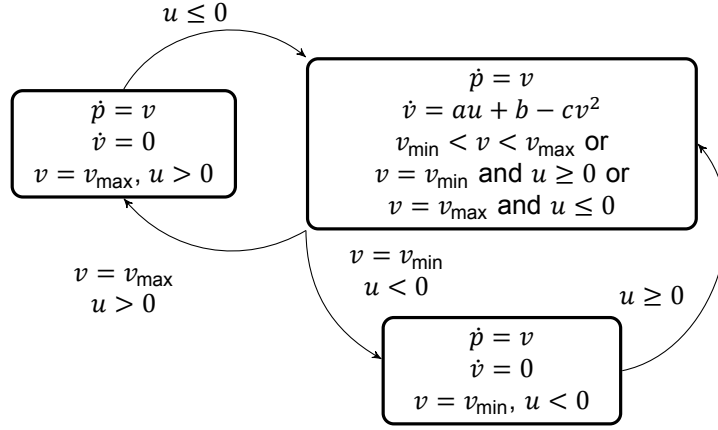 u ≤ 0
ṗ = v
v̇ = 0
v = v_max, u > 0
ṗ = v
v̇ = au + b − cv²
v_min < v < v_max or
v = v_min and u ≥ 0 or
v = v_max and u ≤ 0
v = v_max
u > 0
v = v_min
u < 0
u ≥ 0
ṗ = v
v̇ = 0
v = v_min, u < 0